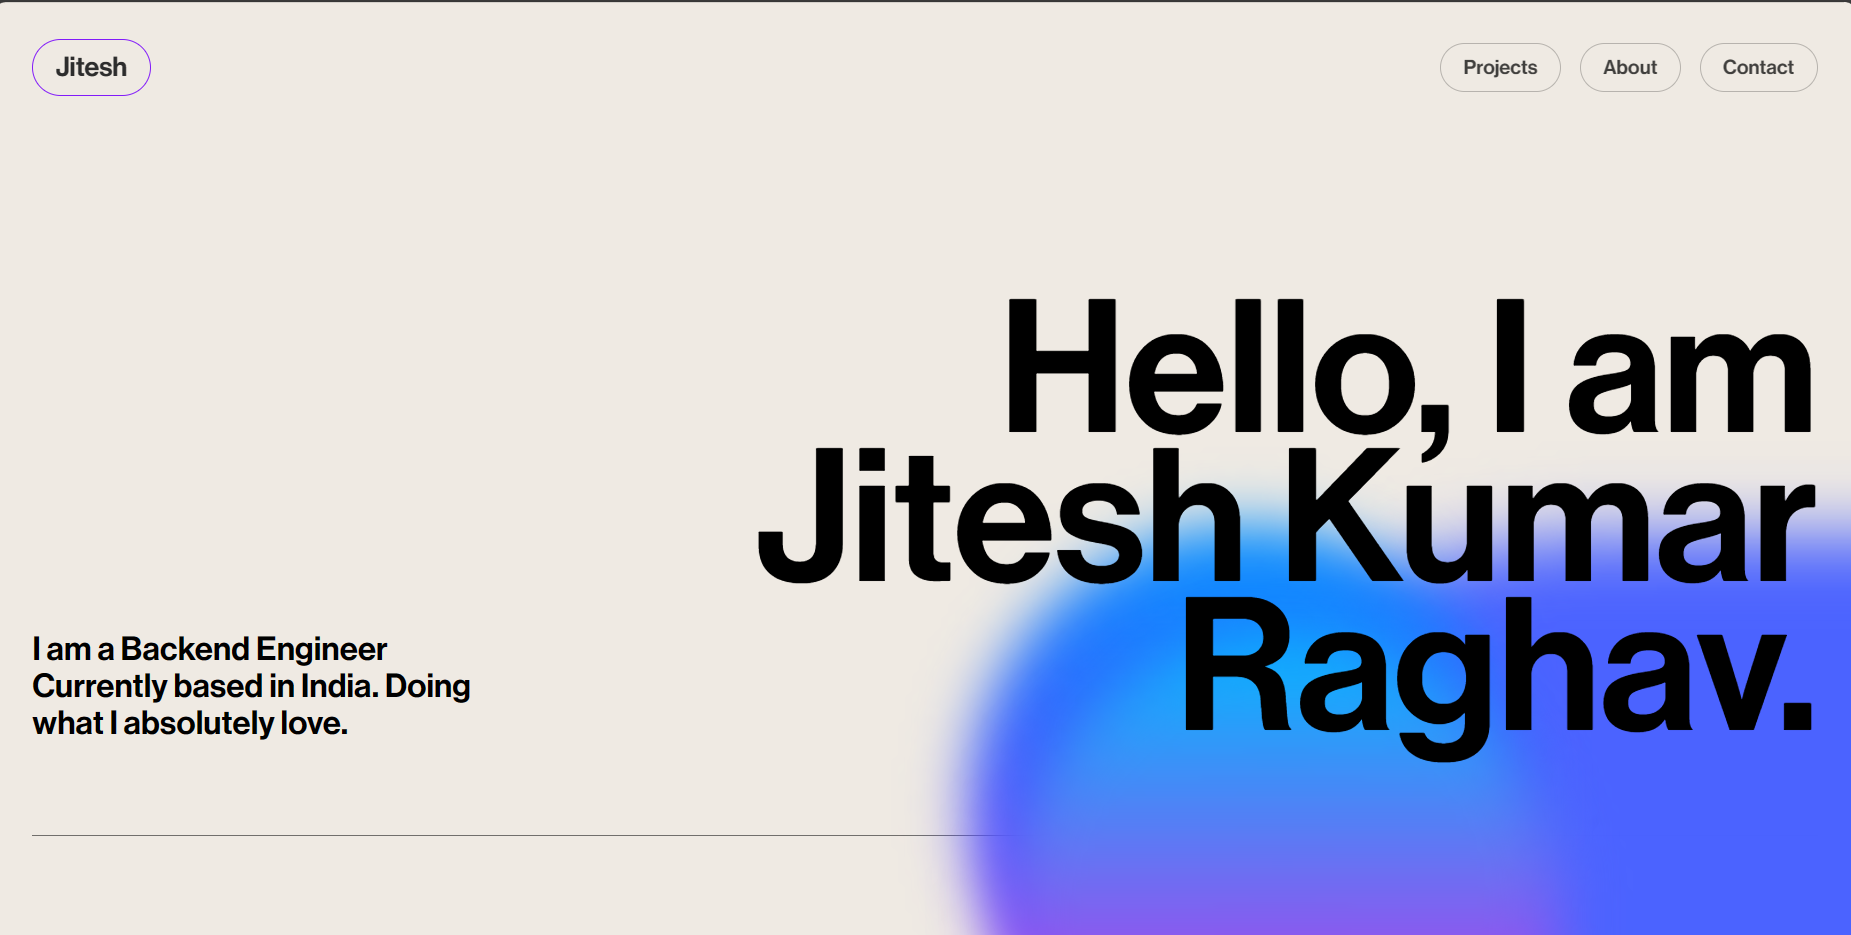 Jitesh
Projects
About
Contact
Hello, I am
Jitesh Kumar
Raghav.
I am a Backend Engineer
Currently based in India. Doing
what I absolutely love.